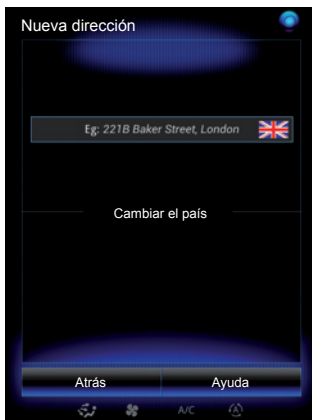 Nueva dirección
Eg: 221B Baker Street, London
Cambiar el país
Atrás Ayuda
A/C A